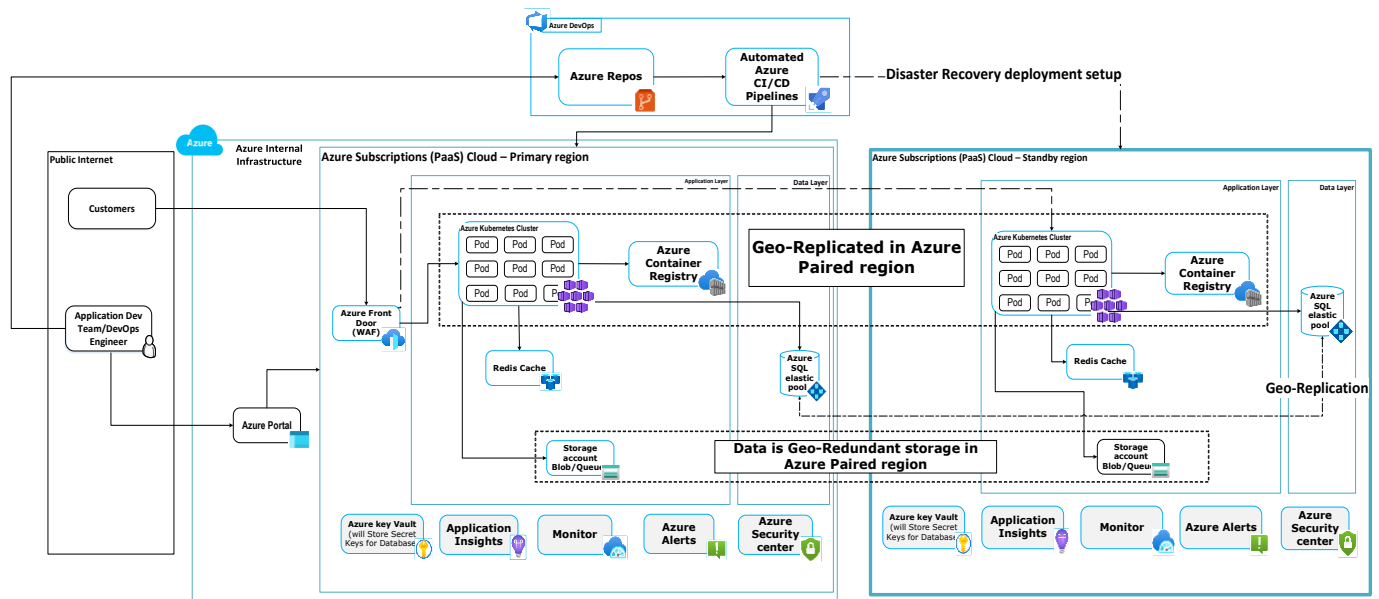 Azure DevOps
Azure Repos
Automated
Azure
CI/CD
Pipelines
Disaster Recovery deployment setup
Azure
Azure Internal
Infrastructure
Public Internet
Customers
Application Dev
Team/DevOps
Engineer
Azure Portal
Azure Subscriptions (PaaS) Cloud – Primary region
Application Layer
Data Layer
Azure Front
Door
(WAF)
Azure Kubernetes Cluster
Pod
Pod
Pod
Pod
Pod
Pod
Pod
Pod
Azure
Container
Registry
Redis Cache
Azure
SQL
elastic
pool
Storage
account
Blob/Queue
Geo-Replicated in Azure
Paired region
Data is Geo-Redundant storage in
Azure Paired region
Azure key Vault
(will Store Secret
Keys for Database
Application
Insights
Monitor
Azure
Alerts
Azure
Security
center
Azure Subscriptions (PaaS) Cloud – Standby region
Application Layer
Data Layer
Azure Kubernetes Cluster
Pod
Pod
Pod
Pod
Pod
Pod
Pod
Pod
Azure
Container
Registry
Redis Cache
Azure
SQL
elastic
pool
Geo-Replication
Storage
account
Blob/Queue
Azure key Vault
(will Store Secret
Keys for Database
Application
Insights
Monitor
Azure Alerts
Azure
Security
center